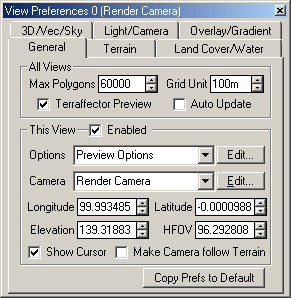 View Preferences 0 (Render Camera)
3D/Vec/Sky Light/Camera Overlay/Gradient
General Terrain Land Cover/Water
All Views
Max Polygons 60000 Grid Unit 100m
Terraffector Preview Auto Update
This View Enabled
Options Preview Options Edit...
Camera Render Camera Edit...
Longitude 99.993485 Latitude -0.0000988
Elevation 139.31883 HFOV 96.292808
Show Cursor Make Camera follow Terrain
Copy Prefs to Default